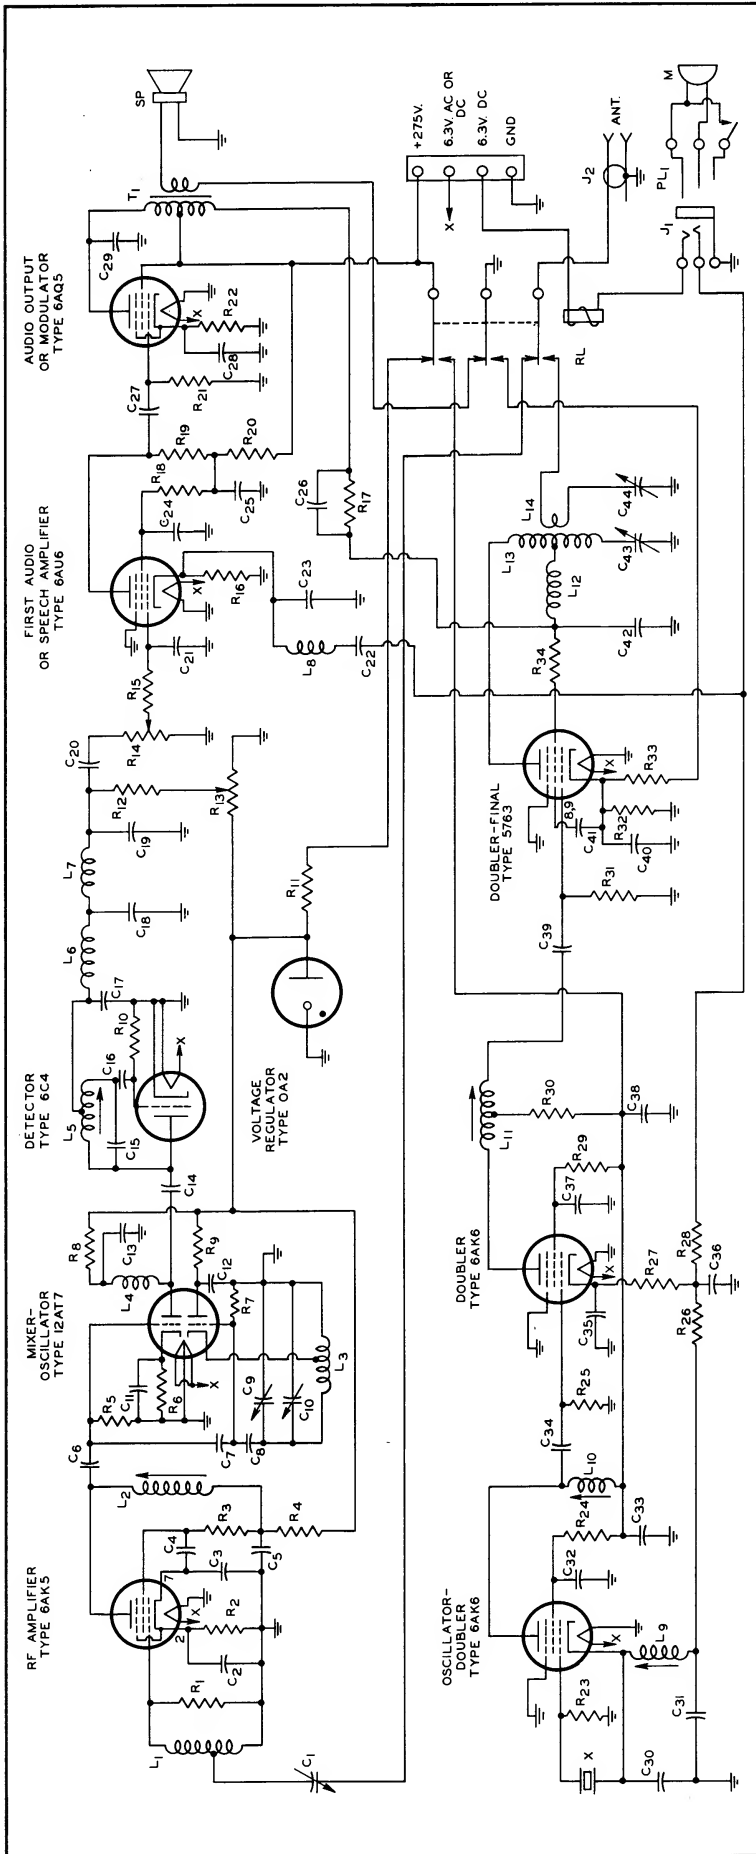 RF AMPLIFIER
TYPE 6AK5
L1
C1
R1
C2
R2
2
7
X
C3
C4
R3
C5
R4
L2
C6
MIXER-
OSCILLATOR
TYPE 12AT7
R5
C11
R6
X
C7
C8
C9
C10
R7
L3
C12
R9
L4
C13
R8
C14
DETECTOR
TYPE 6C4
L5
C15
C16
R10
C17
X
L6
C18
L7
C19
R12
C20
R13
R14
R15
VOLTAGE
REGULATOR
TYPE OA2
R11
FIRST AUDIO
OR SPEECH AMPLIFIER
TYPE 6AU6
C21
X
R16
L8
C22
C23
C24
R18
C25
R19
R20
C26
R17
C27
AUDIO OUTPUT
OR MODULATOR
TYPE 6AQ5
R21
C28
X
R22
C29
T1
SP
+275V.
6.3V. AC OR
DC
6.3V. DC
GND
X
RL
J2
ANT.
PL1
M
J1
OSCILLATOR-
DOUBLER
TYPE 6AK6
X
R23
C30
C31
L9
X
C32
R24
C33
L10
C34
R25
DOUBLER
TYPE 6AK6
C35
X
R26
R27
R28
C36
C37
R29
L11
R30
C38
C39
DOUBLER-FINAL
TYPE 5763
R31
8,9
C41
C40
R32
X
R33
R34
C42
L12
L13
L14
C43
C44